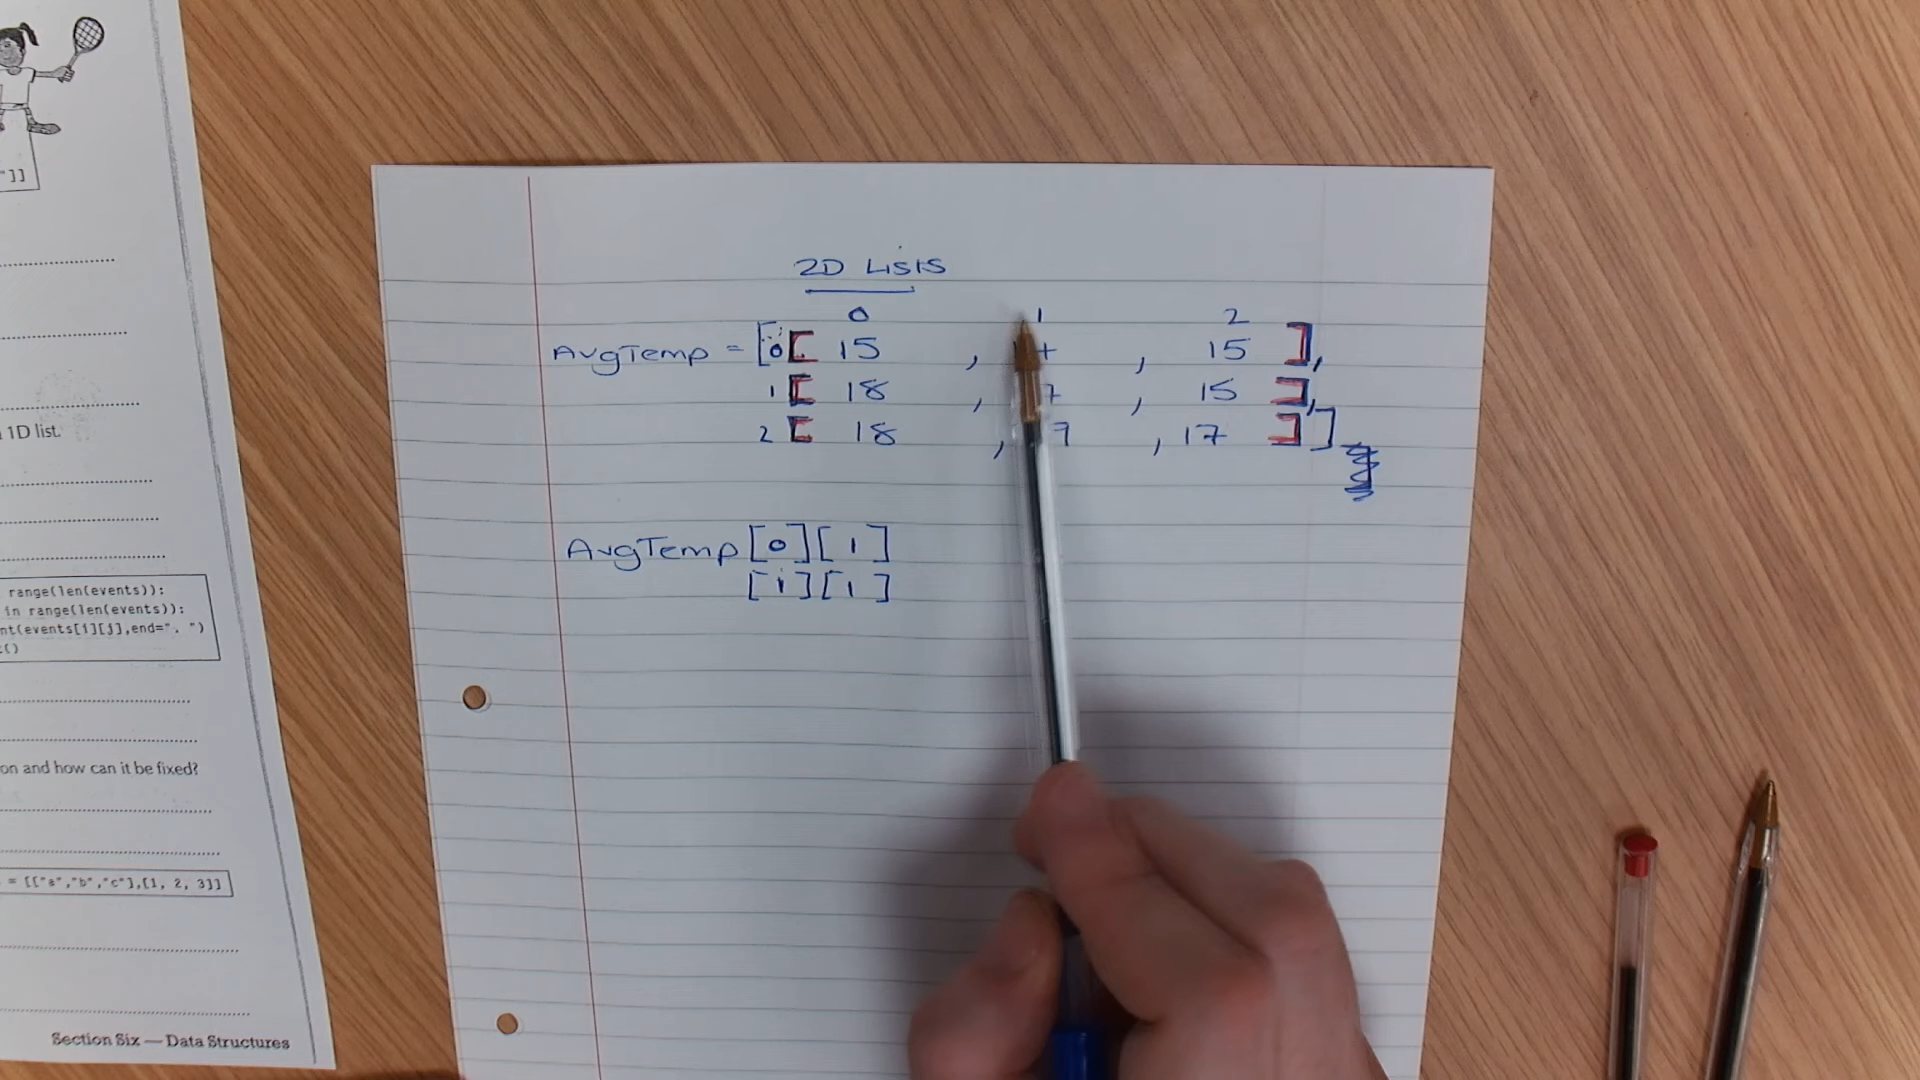 "]]
1D list.
range(len(events)):
in range(len(events)):
nt(events[i][j],end=". ")
t()
on and how can it be fixed?
= [["a","b","c"],[1, 2, 3]]
Section Six — Data Structures
2D Lists
0 1 2
AvgTemp = [0[ 15 , , 15 ],
1[ 18 , , 15 ],
2[ 18 , , 17 ]]
AvgTemp[0][1]
[i][1]